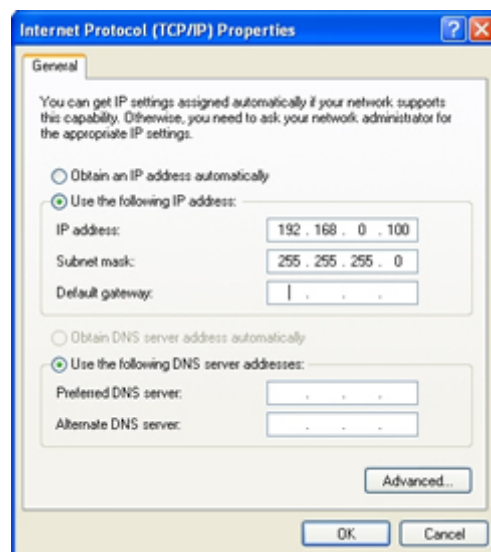 Internet Protocol (TCP/IP) Properties
General
You can get IP settings assigned automatically if your network supports
this capability. Otherwise, you need to ask your network administrator for
the appropriate IP settings.
Obtain an IP address automatically
Use the following IP address:
IP address: 192 . 168 . 0 . 100
Subnet mask: 255 . 255 . 255 . 0
Default gateway: . . .
Obtain DNS server address automatically
Use the following DNS server addresses:
Preferred DNS server: . . .
Alternate DNS server: . . .
Advanced...
OK Cancel